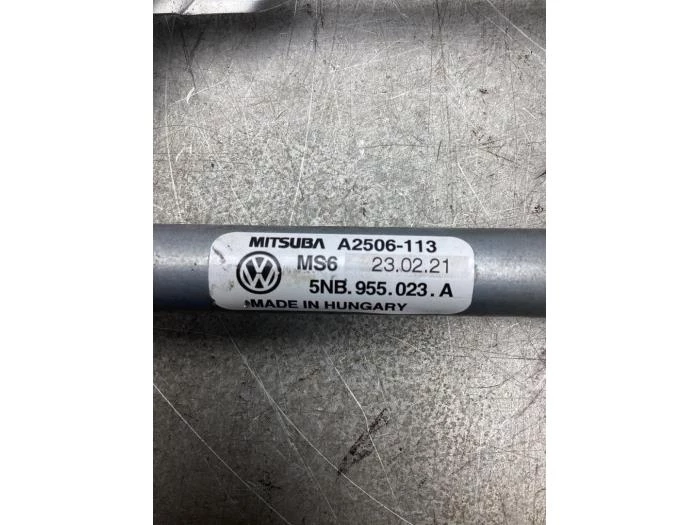 MITSUBA A2506-113
MS6 23.02.21
5NB.955.023.A
MADE IN HUNGARY